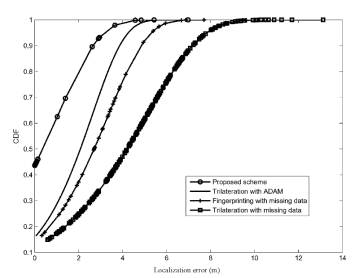 1
0.9
0.8
0.7
0.6
0.5
0.4
0.3
0.2
0.1
CDF
Proposed scheme
Trilateration with ADAM
Fingerprinting with missing data
Trilateration with missing data
0 2 4 6 8 10 12 14
Localization error (m)